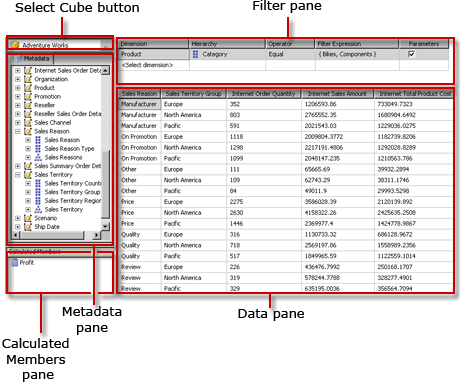 Select Cube button
Filter pane
Adventure Works ...
Dimension Hierarchy Operator Filter Expression Parameters
Product Category Equal { Bikes, Components }
<Select dimension>
Metadata
Internet Sales Order Deta
Organization
Product
Promotion
Reseller
Reseller Sales Order Deta
Sales Channel
Sales Reason
Sales Reason
Sales Reason Type
Sales Reasons
Sales Summary Order Det
Sales Territory
Sales Territory Count
Sales Territory Group
Sales Territory Region
Sales Territory
Scenario
Ship Date
Sales Reason Sales Territory Group Internet Order Quantity Internet Sales Amount Internet Total Product Cost
Manufacturer Europe 352 1206593.86 733049.7323
Manufacturer North America 803 2765552.35 1680984.6492
Manufacturer Pacific 591 2021543.03 1229036.0275
On Promotion Europe 1118 2009804.3772 1182739.8206
On Promotion North America 1298 2217191.4806 1292028.8289
On Promotion Pacific 1099 2048147.235 1210563.786
Other Europe 111 65665.69 39932.2894
Other North America 109 62743.29 38311.1746
Other Pacific 84 49011.9 29993.5298
Price Europe 2275 3586028.39 2120139.892
Price North America 2630 4158322.26 2425635.2508
Price Pacific 1446 2369977.4 1424778.9867
Quality Europe 316 1130733.32 686128.9672
Quality North America 718 2569197.86 1558989.2356
Quality Pacific 517 1849965.59 1122559.1014
Review Europe 226 436476.7992 250168.1707
Review North America 319 578244.7788 328277.4901
Review Pacific 329 635195.0036 356564.7094
Calculated Members
Profit
Metadata
pane
Data pane
Calculated
Members
pane